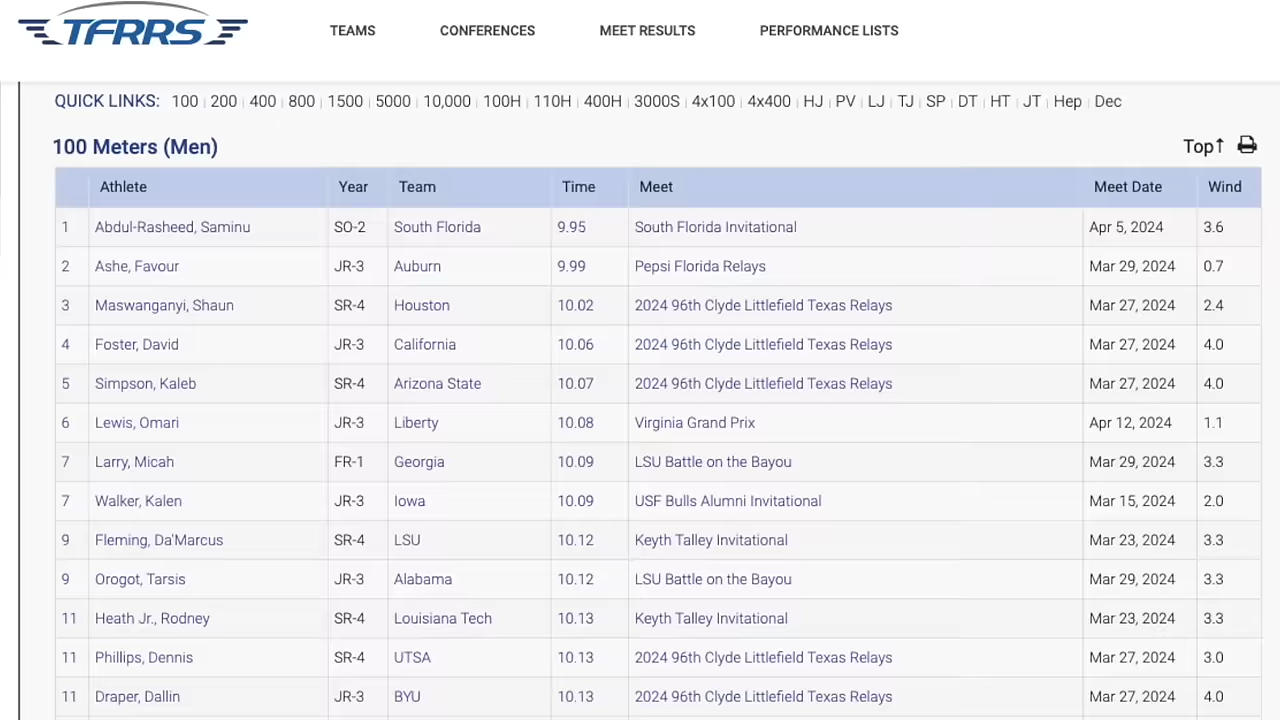 TFRRS TEAMS CONFERENCES MEET RESULTS PERFORMANCE LISTS
QUICK LINKS: 100 | 200 | 400 | 800 | 1500 | 5000 | 10,000 | 100H | 110H | 400H | 3000S | 4x100 | 4x400 | HJ | PV | LJ | TJ | SP | DT | HT | JT | Hep | Dec
100 Meters (Men) Top↑
Athlete Year Team Time Meet Meet Date Wind
1 Abdul-Rasheed, Saminu SO-2 South Florida 9.95 South Florida Invitational Apr 5, 2024 3.6
2 Ashe, Favour JR-3 Auburn 9.99 Pepsi Florida Relays Mar 29, 2024 0.7
3 Maswanganyi, Shaun SR-4 Houston 10.02 2024 96th Clyde Littlefield Texas Relays Mar 27, 2024 2.4
4 Foster, David JR-3 California 10.06 2024 96th Clyde Littlefield Texas Relays Mar 27, 2024 4.0
5 Simpson, Kaleb SR-4 Arizona State 10.07 2024 96th Clyde Littlefield Texas Relays Mar 27, 2024 4.0
6 Lewis, Omari JR-3 Liberty 10.08 Virginia Grand Prix Apr 12, 2024 1.1
7 Larry, Micah FR-1 Georgia 10.09 LSU Battle on the Bayou Mar 29, 2024 3.3
7 Walker, Kalen JR-3 Iowa 10.09 USF Bulls Alumni Invitational Mar 15, 2024 2.0
9 Fleming, Da'Marcus SR-4 LSU 10.12 Keyth Talley Invitational Mar 23, 2024 3.3
9 Orogot, Tarsis JR-3 Alabama 10.12 LSU Battle on the Bayou Mar 29, 2024 3.3
11 Heath Jr., Rodney SR-4 Louisiana Tech 10.13 Keyth Talley Invitational Mar 23, 2024 3.3
11 Phillips, Dennis SR-4 UTSA 10.13 2024 96th Clyde Littlefield Texas Relays Mar 27, 2024 3.0
11 Draper, Dallin JR-3 BYU 10.13 2024 96th Clyde Littlefield Texas Relays Mar 27, 2024 4.0